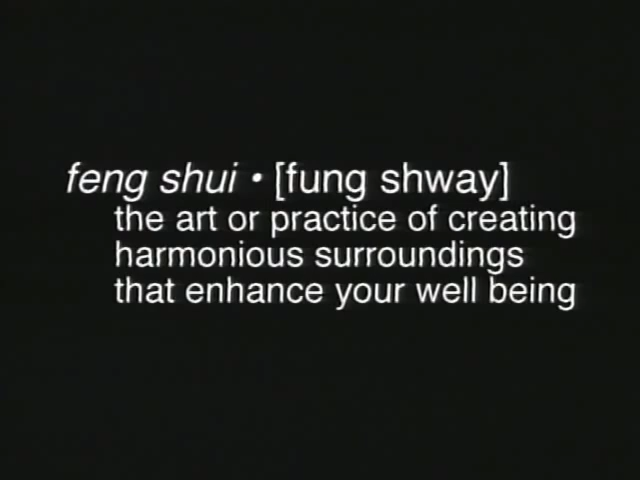 feng shui • [fung shway]
the art or practice of creating
harmonious surroundings
that enhance your well being